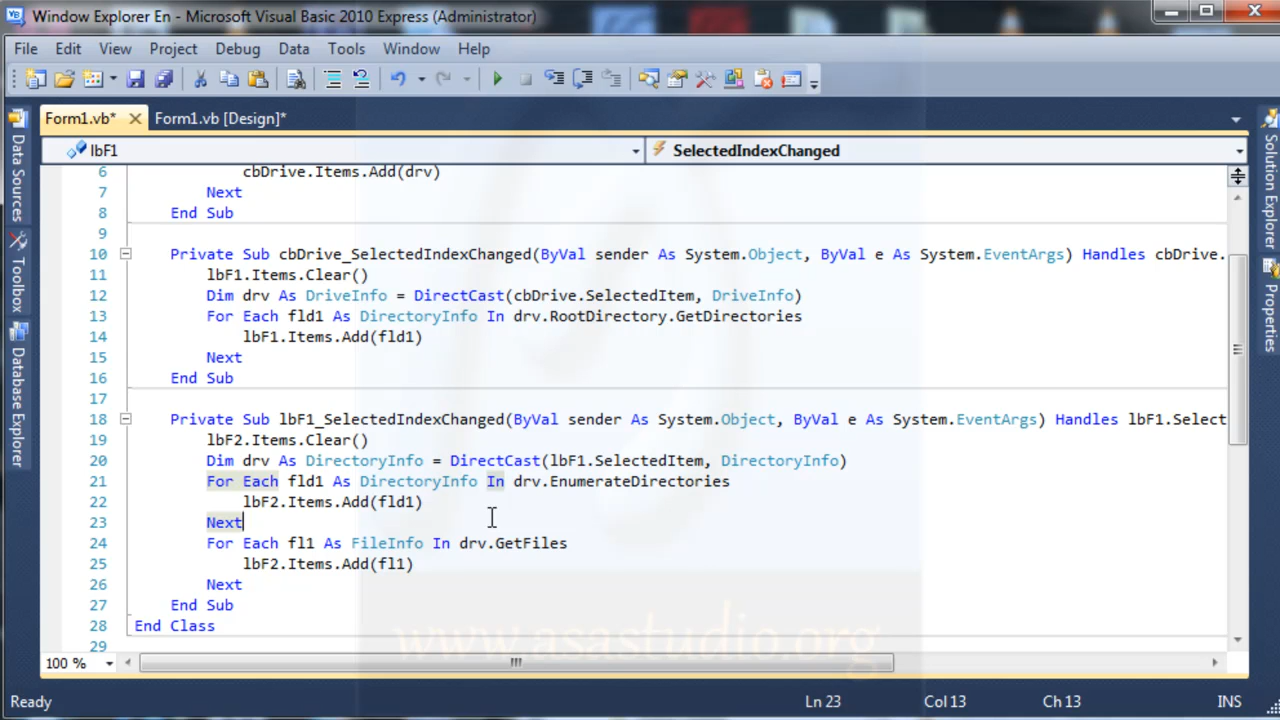 Window Explorer En - Microsoft Visual Basic 2010 Express (Administrator)
File Edit View Project Debug Data Tools Window Help
Form1.vb* Form1.vb [Design]*
lbF1 SelectedIndexChanged
6 cbDrive.Items.Add(drv)
7 Next
8 End Sub
9
10 Private Sub cbDrive_SelectedIndexChanged(ByVal sender As System.Object, ByVal e As System.EventArgs) Handles cbDrive.
11 lbF1.Items.Clear()
12 Dim drv As DriveInfo = DirectCast(cbDrive.SelectedItem, DriveInfo)
13 For Each fld1 As DirectoryInfo In drv.RootDirectory.GetDirectories
14 lbF1.Items.Add(fld1)
15 Next
16 End Sub
17
18 Private Sub lbF1_SelectedIndexChanged(ByVal sender As System.Object, ByVal e As System.EventArgs) Handles lbF1.Select
19 lbF2.Items.Clear()
20 Dim drv As DirectoryInfo = DirectCast(lbF1.SelectedItem, DirectoryInfo)
21 For Each fld1 As DirectoryInfo In drv.EnumerateDirectories
22 lbF2.Items.Add(fld1)
23 Next
24 For Each fl1 As FileInfo In drv.GetFiles
25 lbF2.Items.Add(fl1)
26 Next
27 End Sub
28 End Class
29
www.asastudio.org
100 %
Ready Ln 23 Col 13 Ch 13 INS
Data Sources
Toolbox
Database Explorer
Solution Explorer
Properties